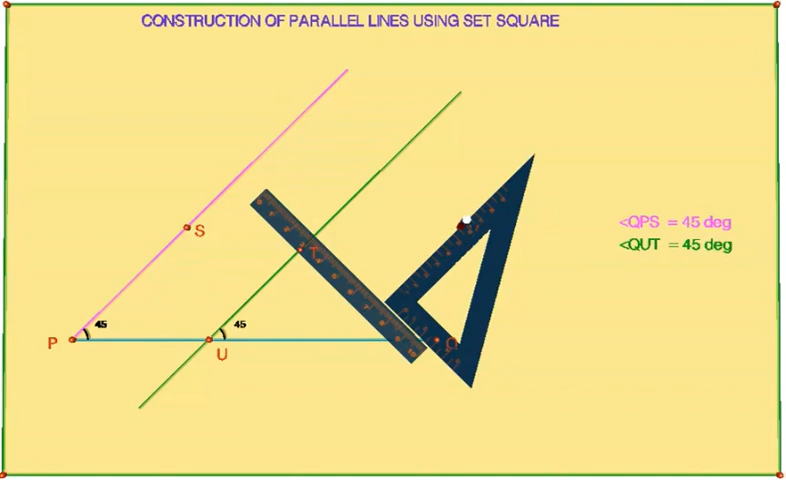 CONSTRUCTION OF PARALLEL LINES USING SET SQUARE
S
<QPS = 45 deg
<QUT = 45 deg
T
45
45
P
U
Q